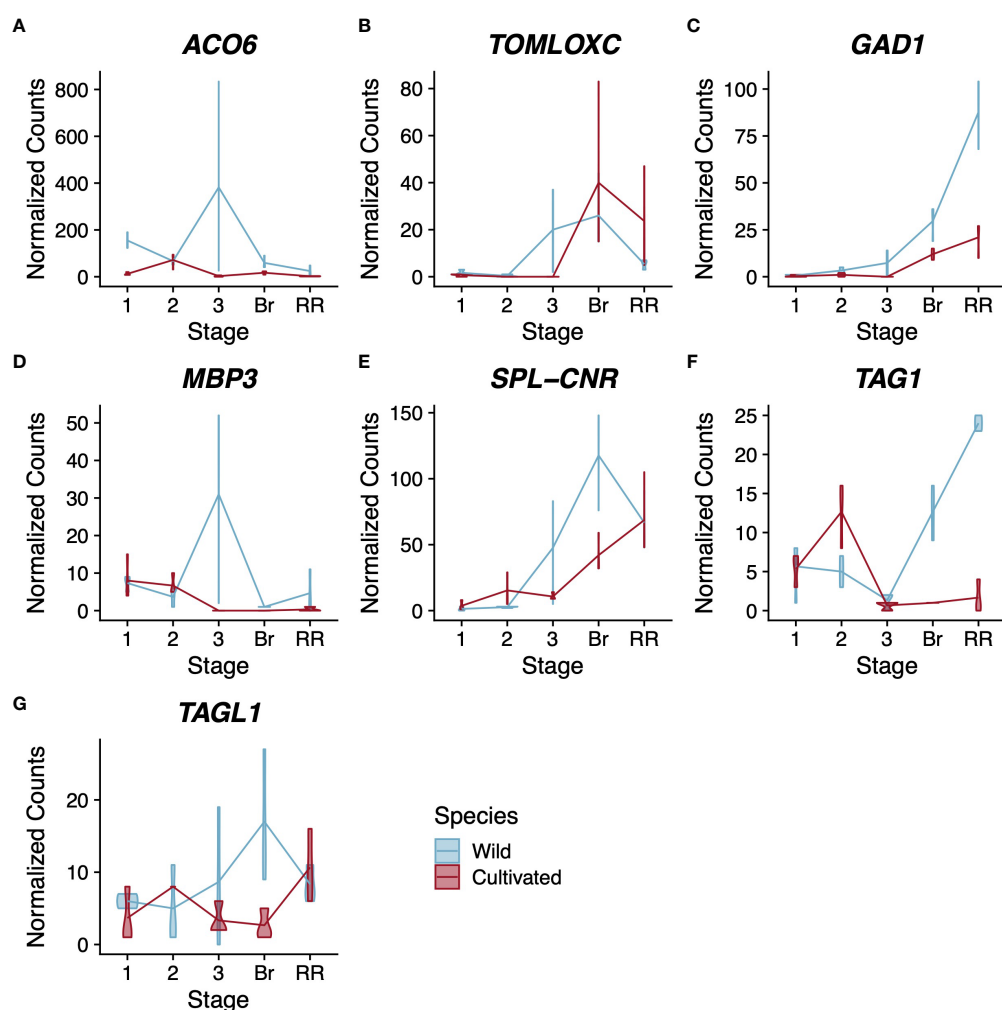 A
ACO6
Normalized Counts
800
600
400
200
0
1 2 3 Br RR
Stage
B
TOMLOXC
Normalized Counts
80
60
40
20
0
1 2 3 Br RR
Stage
C
GAD1
Normalized Counts
100
75
50
25
0
1 2 3 Br RR
Stage
D
MBP3
Normalized Counts
50
40
30
20
10
0
1 2 3 Br RR
Stage
E
SPL−CNR
Normalized Counts
150
100
50
0
1 2 3 Br RR
Stage
F
TAG1
Normalized Counts
25
20
15
10
5
0
1 2 3 Br RR
Stage
G
TAGL1
Normalized Counts
20
10
0
1 2 3 Br RR
Stage
Species
Wild
Cultivated